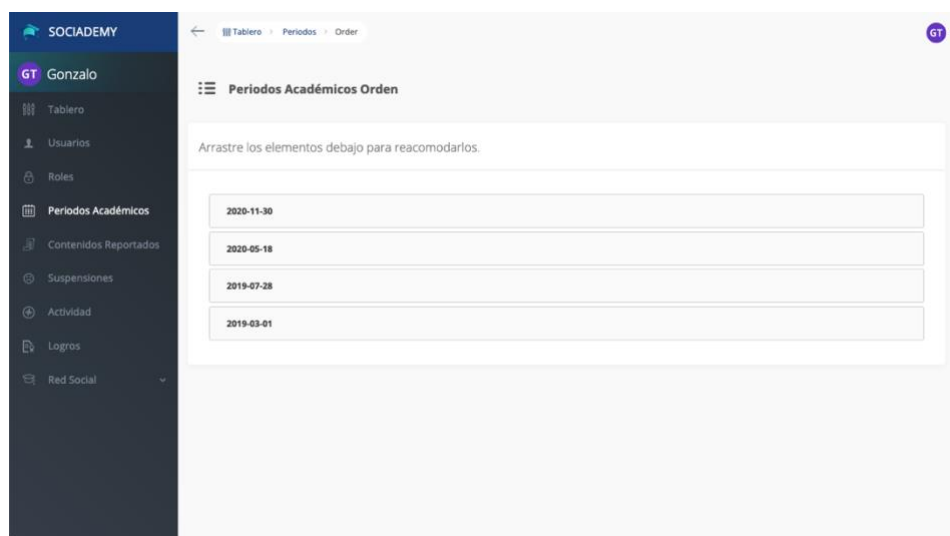 SOCIADEMY
Tablero > Periodos > Order
GT
GT Gonzalo
Tablero
Usuarios
Roles
Periodos Académicos
Contenidos Reportados
Suspensiones
Actividad
Logros
Red Social
Periodos Académicos Orden
Arrastre los elementos debajo para reacomodarlos.
2020-11-30
2020-05-18
2019-07-28
2019-03-01